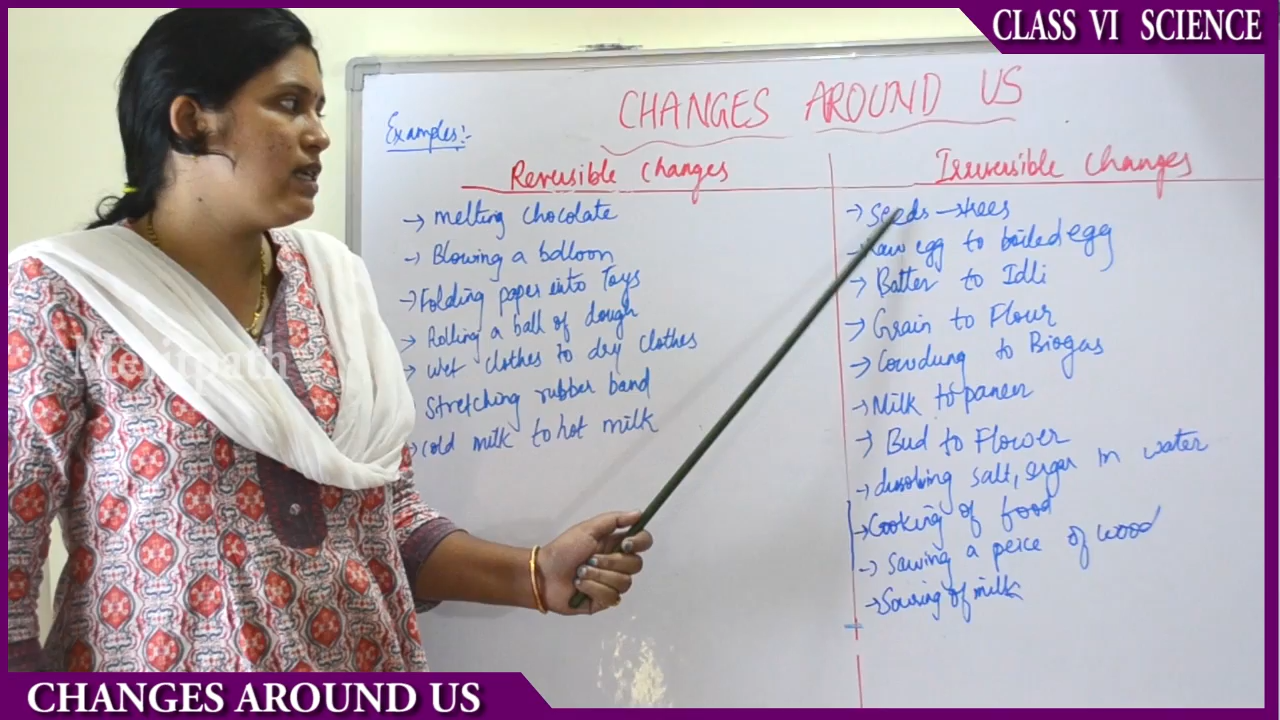 CLASS VI SCIENCE
CHANGES AROUND US
Examples:-
Reversible Changes
→ Melting chocolate
→ Blowing a balloon
→ Folding paper into Toys
→ Rolling a ball of dough
→ Wet clothes to dry clothes
Stretching rubber band
→ Cold milk to hot milk
Irreversible Changes
→ Seeds → trees
→ Raw egg to boiled egg
→ Batter to Idli
→ Grain to Flour
→ Cowdung to Biogas
→ Milk to paneer
→ Bud to Flower
→ dissolving salt, sugar in water
→ Cooking of food
→ Sawing a peice of wood
→ Souring of milk
Meritpath
CHANGES AROUND US